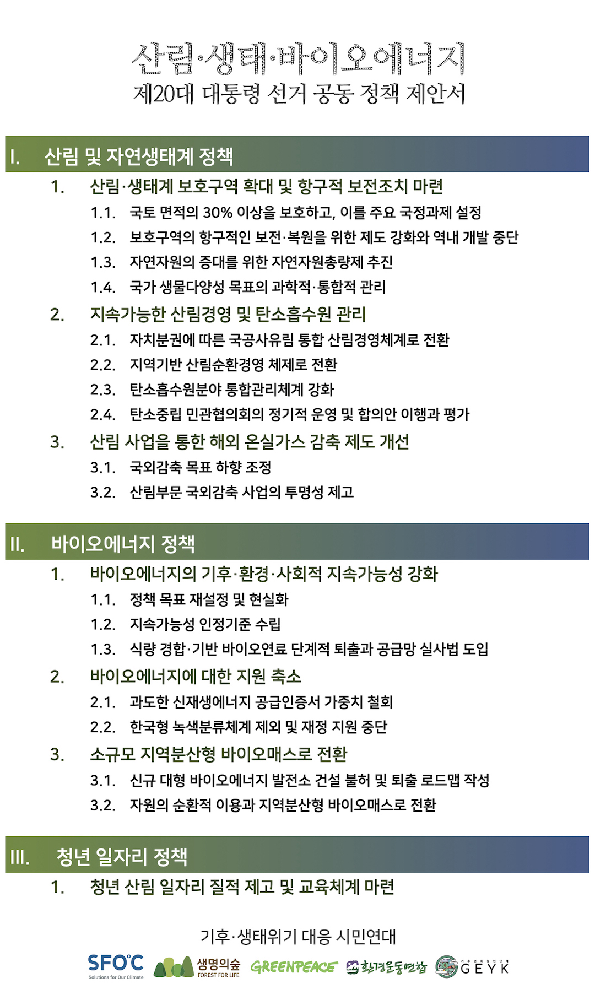 산림·생태·바이오에너지
제20대 대통령 선거 공동 정책 제안서
I. 산림 및 자연생태계 정책
1. 산림·생태계 보호구역 확대 및 항구적 보전조치 마련
1.1. 국토 면적의 30% 이상을 보호하고, 이를 주요 국정과제 설정
1.2. 보호구역의 항구적인 보전·복원을 위한 제도 강화와 역내 개발 중단
1.3. 자연자원의 증대를 위한 자연자원총량제 추진
1.4. 국가 생물다양성 목표의 과학적·통합적 관리
2. 지속가능한 산림경영 및 탄소흡수원 관리
2.1. 자치분권에 따른 국공사유림 통합 산림경영체계로 전환
2.2. 지역기반 산림순환경영 체제로 전환
2.3. 탄소흡수원분야 통합관리체계 강화
2.4. 탄소중립 민관협의회의 정기적 운영 및 합의안 이행과 평가
3. 산림 사업을 통한 해외 온실가스 감축 제도 개선
3.1. 국외감축 목표 하향 조정
3.2. 산림부문 국외감축 사업의 투명성 제고
II. 바이오에너지 정책
1. 바이오에너지의 기후·환경·사회적 지속가능성 강화
1.1. 정책 목표 재설정 및 현실화
1.2. 지속가능성 인정기준 수립
1.3. 식량 경합·기반 바이오연료 단계적 퇴출과 공급망 실사법 도입
2. 바이오에너지에 대한 지원 축소
2.1. 과도한 신재생에너지 공급인증서 가중치 철회
2.2. 한국형 녹색분류체계 제외 및 재정 지원 중단
3. 소규모 지역분산형 바이오매스로 전환
3.1. 신규 대형 바이오에너지 발전소 건설 불허 및 퇴출 로드맵 작성
3.2. 자원의 순환적 이용과 지역분산형 바이오매스로 전환
III. 청년 일자리 정책
1. 청년 산림 일자리 질적 제고 및 교육체계 마련
기후·생태위기 대응 시민연대
SFO℃ 생명의숲 GREENPEACE 환경운동연합 기후변화청년단체 GEYK
Solutions for Our Climate FOREST FOR LIFE